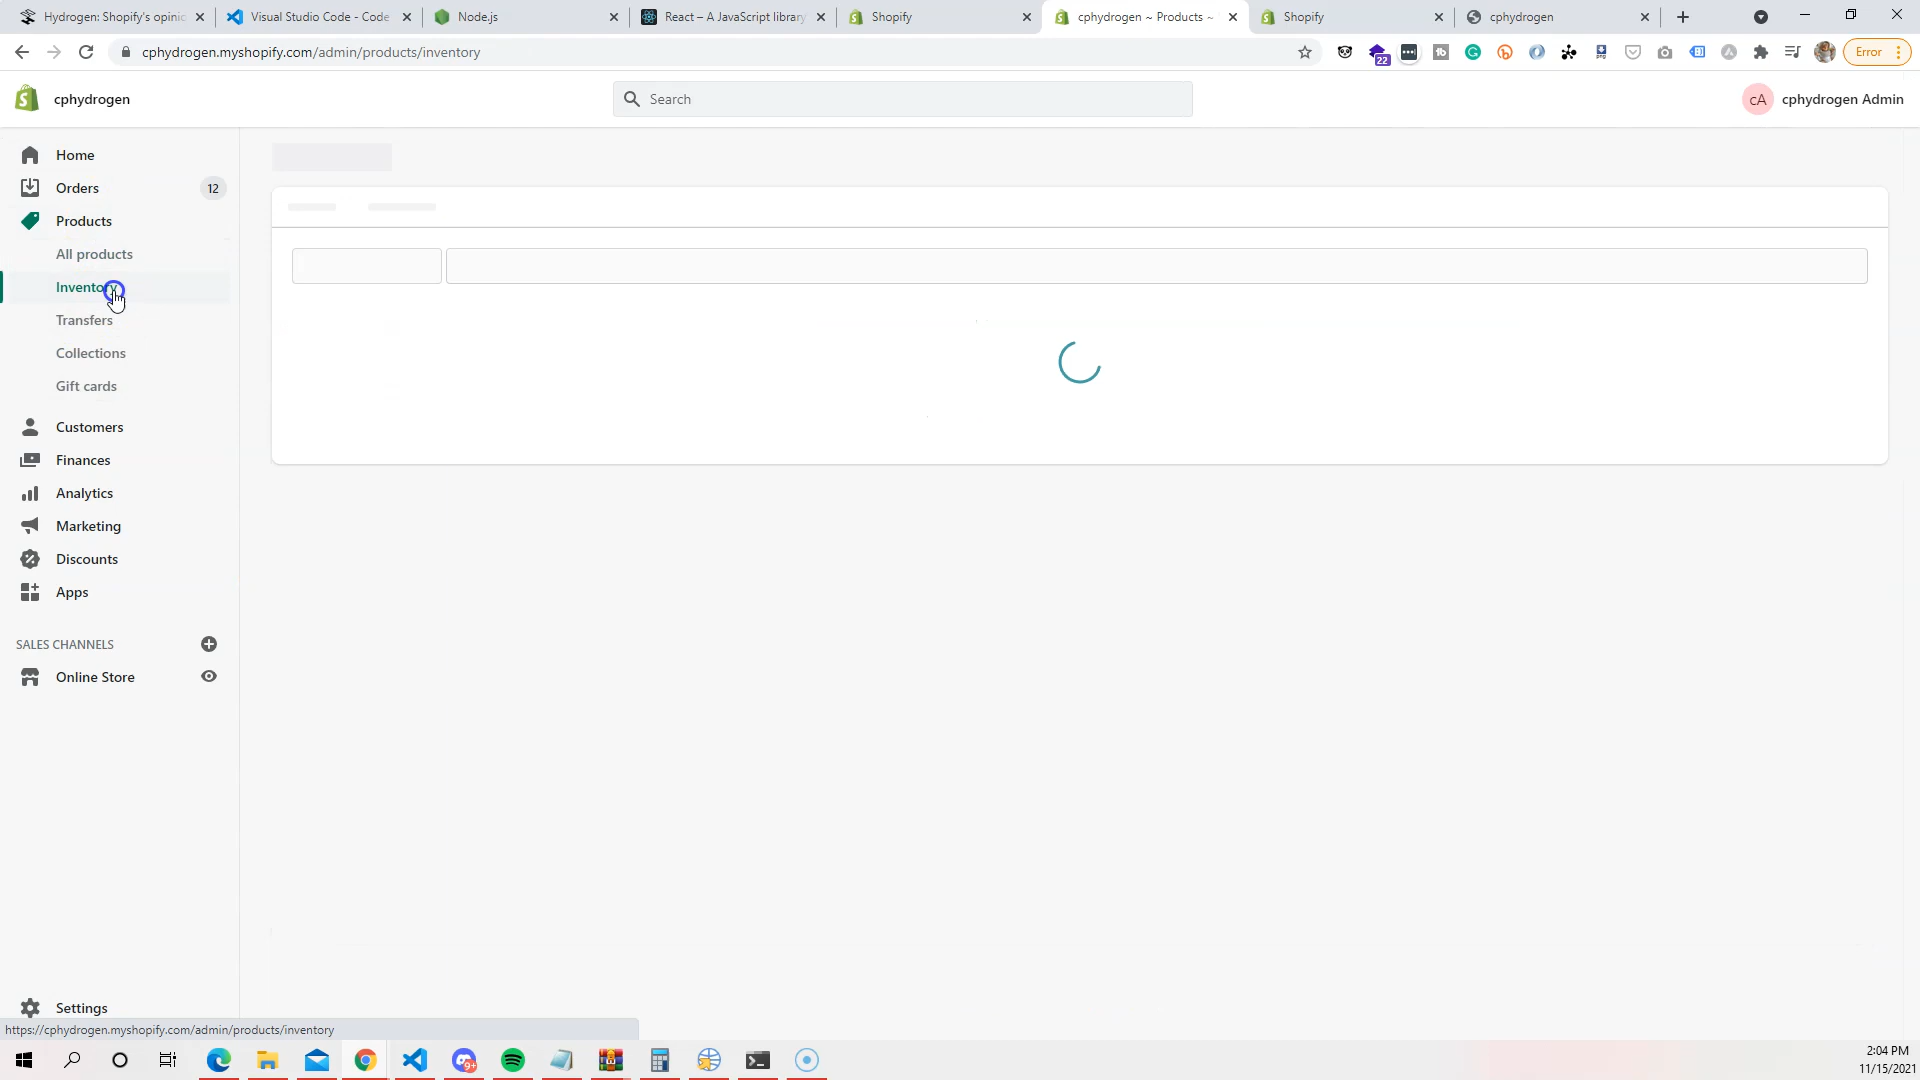 Hydrogen: Shopify's opinic
Visual Studio Code - Code
Node.js
React – A JavaScript library
Shopify
cphydrogen ~ Products ~
Shopify
cphydrogen
cphydrogen.myshopify.com/admin/products/inventory
22
Error
cphydrogen
Search
cA
cphydrogen Admin
Home
Orders
12
Products
All products
Inventory
Transfers
Collections
Gift cards
Customers
Finances
Analytics
Marketing
Discounts
Apps
SALES CHANNELS
Online Store
Settings
https://cphydrogen.myshopify.com/admin/products/inventory
9+
2:04 PM
11/15/2021